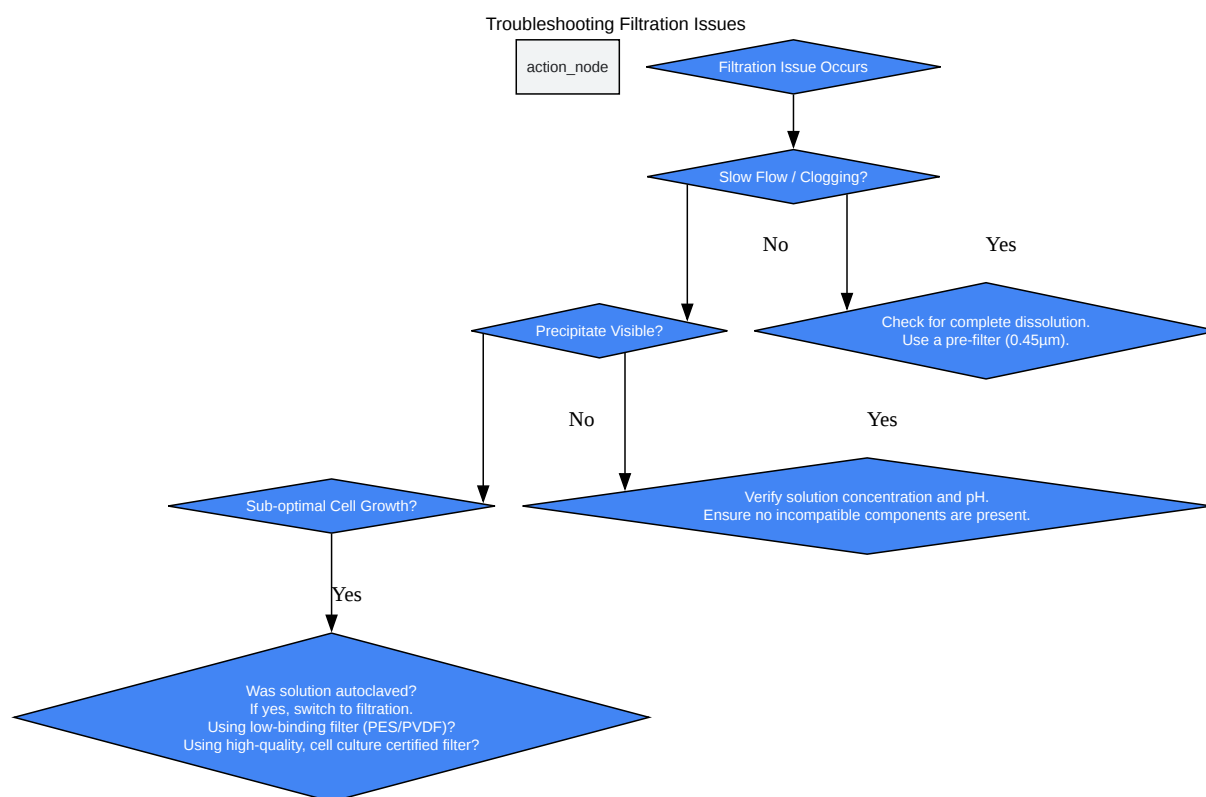 Troubleshooting Filtration Issues
action_node
Filtration Issue Occurs
Slow Flow / Clogging?
No
Yes
Precipitate Visible?
Check for complete dissolution.
Use a pre-filter (0.45µm).
No
Yes
Sub-optimal Cell Growth?
Verify solution concentration and pH.
Ensure no incompatible components are present.
Yes
Was solution autoclaved?
If yes, switch to filtration.
Using low-binding filter (PES/PVDF)?
Using high-quality, cell culture certified filter?